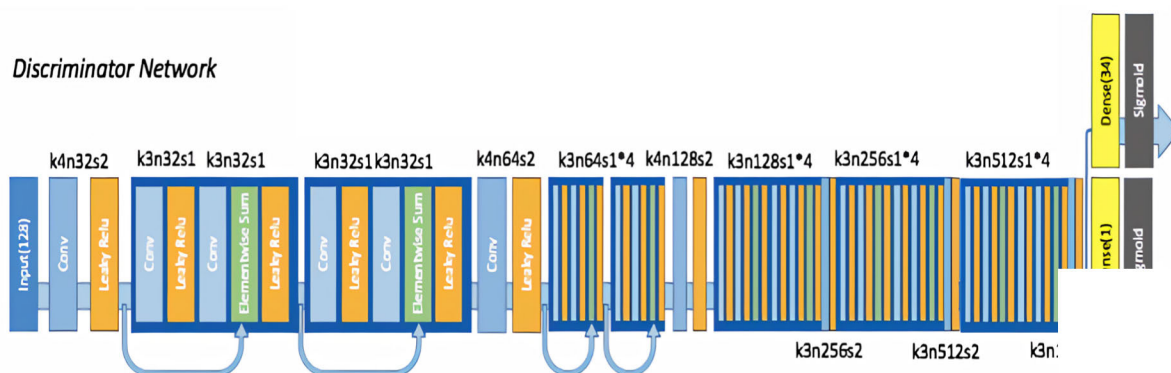 Discriminator Network
k4n32s2
k3n32s1
k3n32s1
k3n32s1
k3n32s1
k4n64s2
k3n64s1*4
k4n128s2
k3n128s1*4
k3n256s1*4
k3n512s1*4
Input(128)
Conv
Leaky Relu
Conv
Leaky Relu
Conv
Elementwise Sum
Leaky Relu
Conv
Leaky Relu
Conv
Elementwise Sum
Leaky Relu
Conv
Leaky Relu
Dense(34)
Sigmoid
k3n256s2
k3n512s2